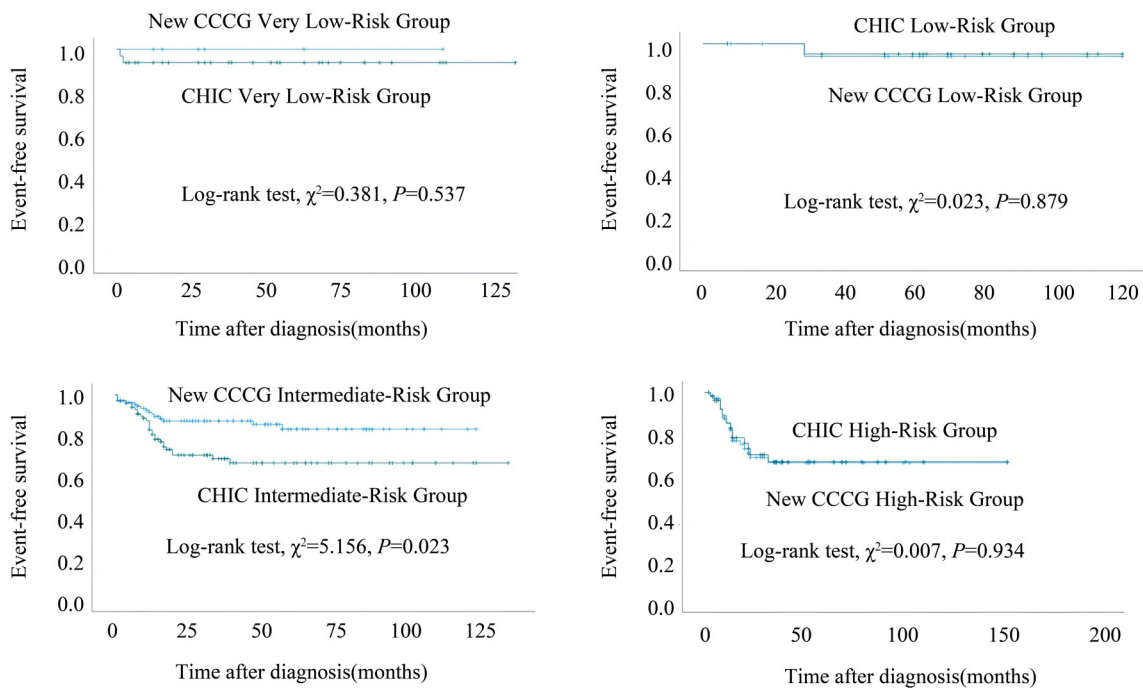 New CCCG Very Low-Risk Group
1.0
0.8
0.6
0.4
0.2
0.0
Event-free survival
CHIC Very Low-Risk Group
Log-rank test, χ²=0.381, P=0.537
0 25 50 75 100 125
Time after diagnosis(months)
CHIC Low-Risk Group
1.0
0.8
0.6
0.4
0.2
0.0
Event-free survival
New CCCG Low-Risk Group
Log-rank test, χ²=0.023, P=0.879
0 20 40 60 80 100 120
Time after diagnosis(months)
New CCCG Intermediate-Risk Group
1.0
0.8
0.6
0.4
0.2
0.0
Event-free survival
CHIC Intermediate-Risk Group
Log-rank test, χ²=5.156, P=0.023
0 25 50 75 100 125
Time after diagnosis(months)
1.0
0.8
0.6
0.4
0.2
0.0
Event-free survival
CHIC High-Risk Group
New CCCG High-Risk Group
Log-rank test, χ²=0.007, P=0.934
0 50 100 150 200
Time after diagnosis(months)